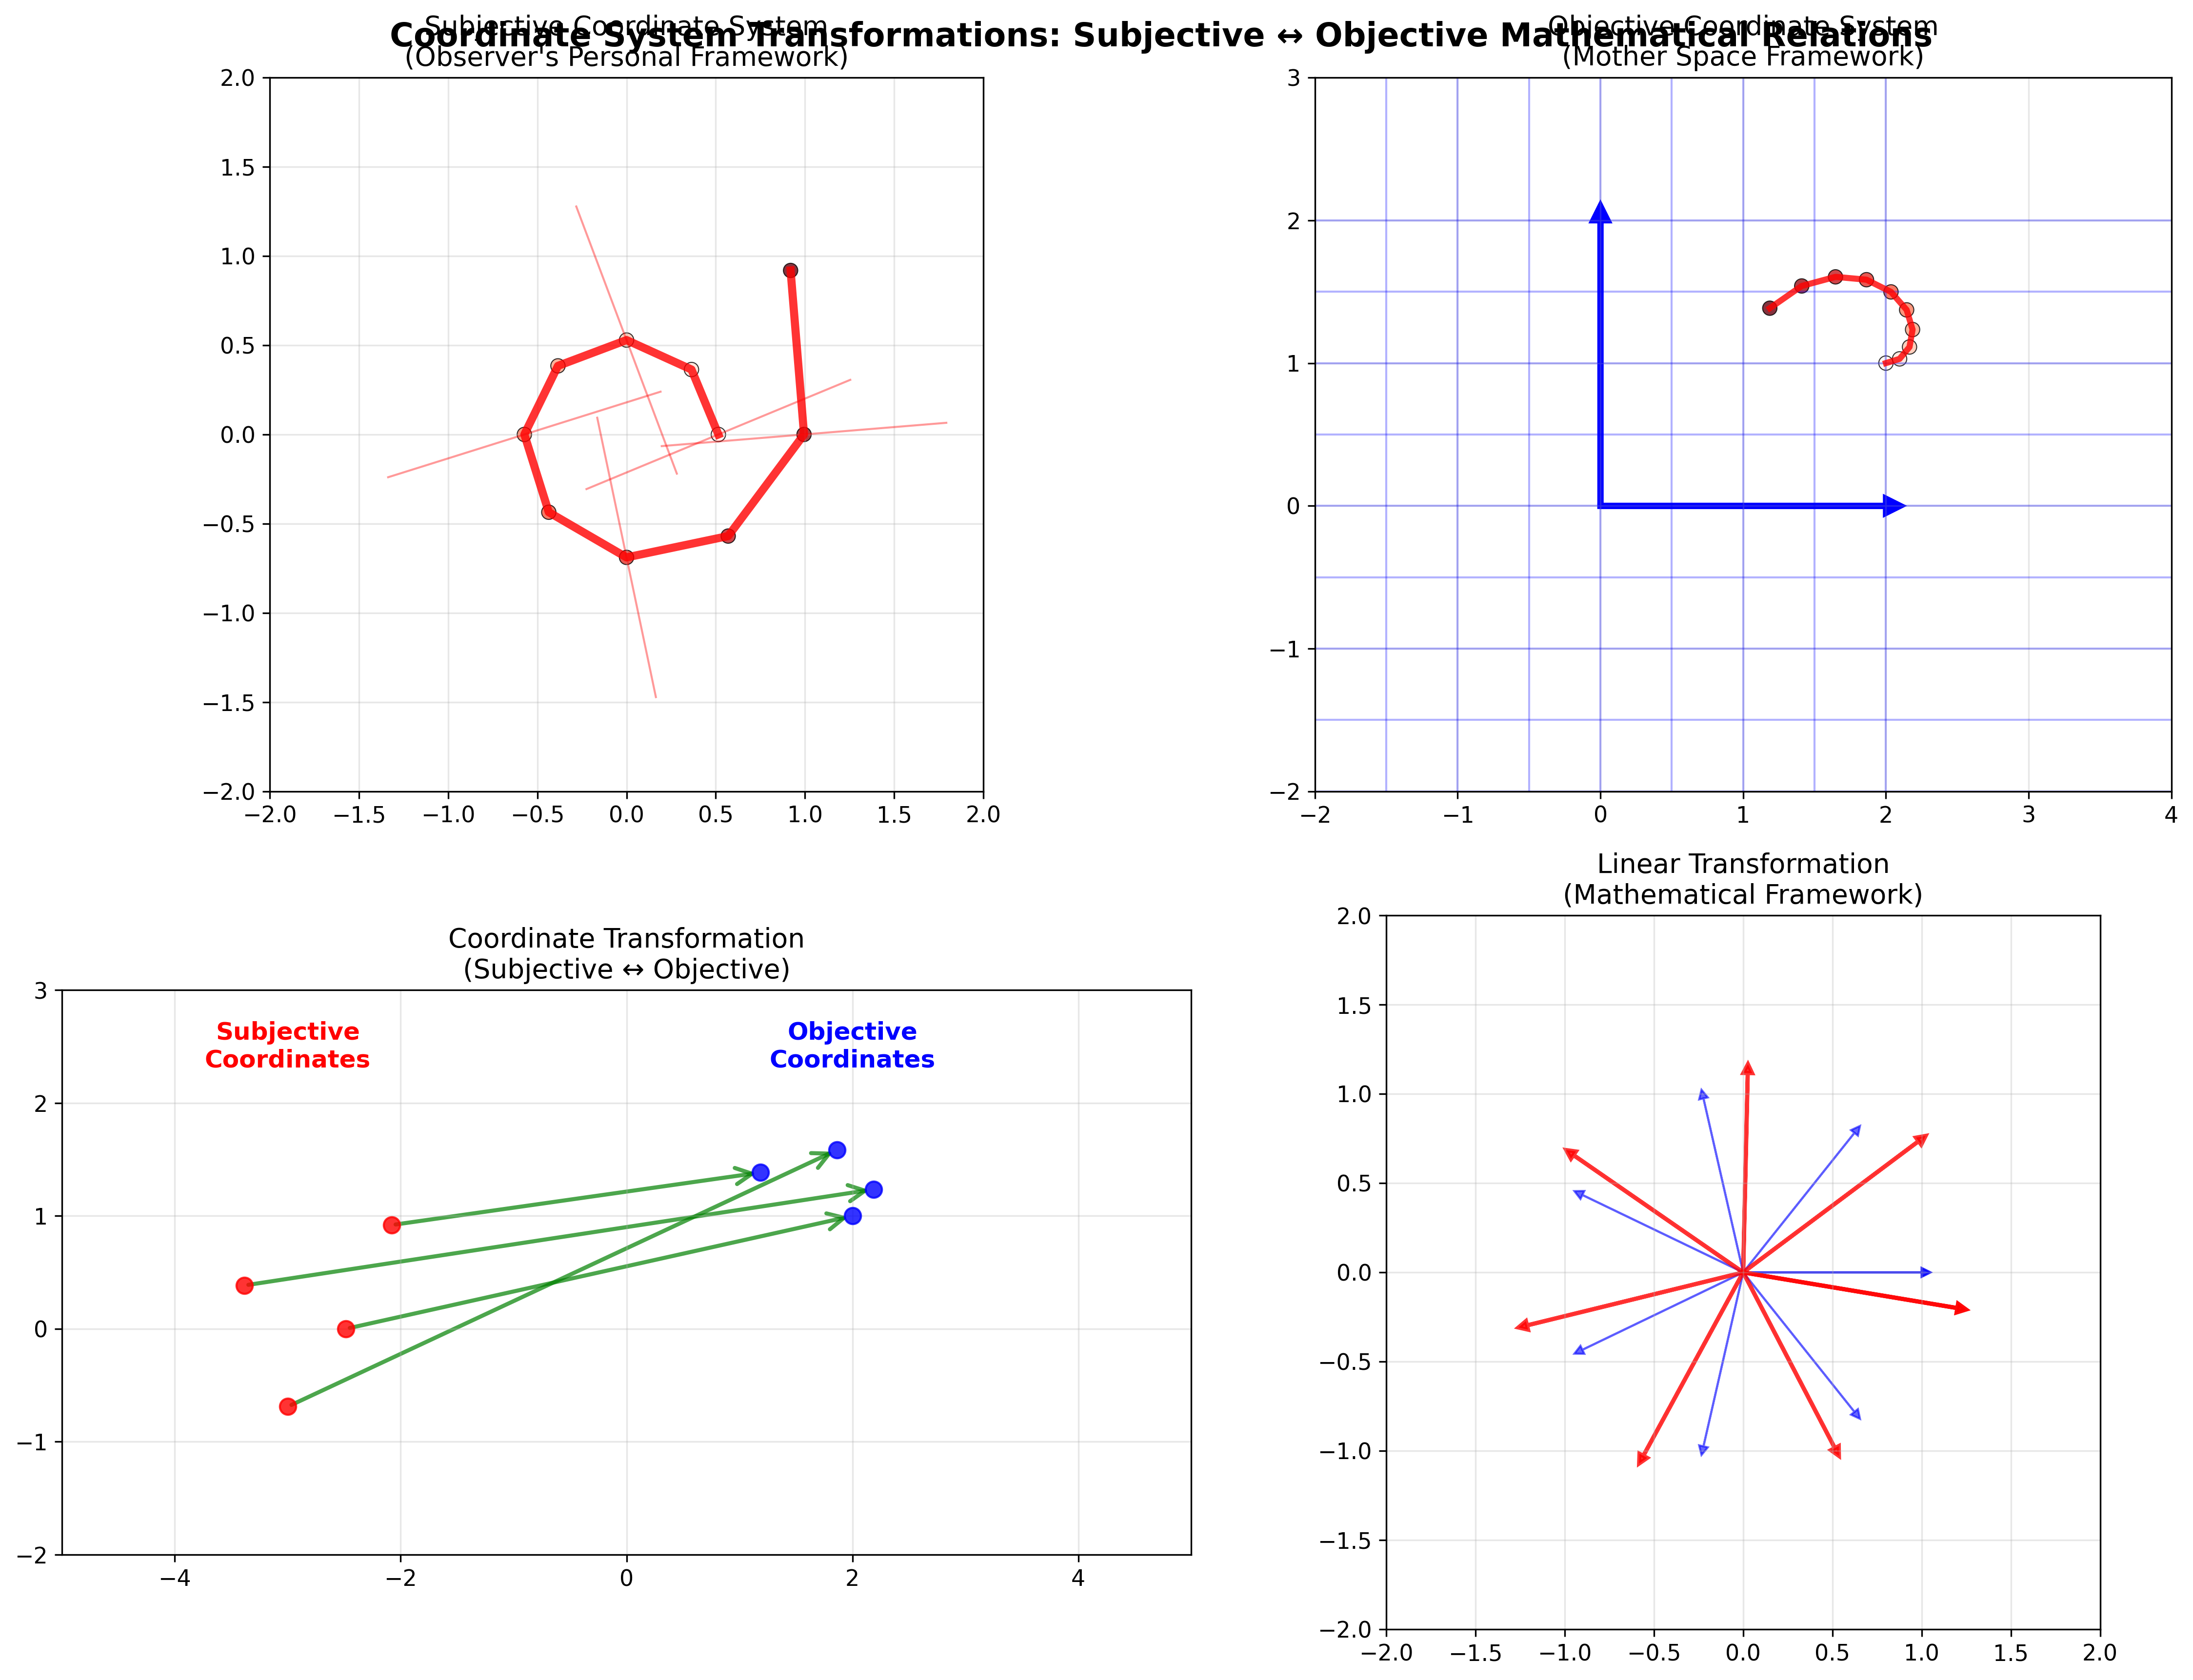 Coordinate System Transformations: Subjective ↔ Objective Mathematical Relations
Subjective Coordinate System
(Observer's Personal Framework)
2.0
1.5
1.0
0.5
0.0
−0.5
−1.0
−1.5
−2.0
−2.0 −1.5 −1.0 −0.5 0.0 0.5 1.0 1.5 2.0
Objective Coordinate System
(Mother Space Framework)
3
2
1
0
−1
−2
−2 −1 0 1 2 3 4
Coordinate Transformation
(Subjective ↔ Objective)
Subjective
Coordinates
Objective
Coordinates
3
2
1
0
−1
−2
−4 −2 0 2 4
Linear Transformation
(Mathematical Framework)
2.0
1.5
1.0
0.5
0.0
−0.5
−1.0
−1.5
−2.0
−2.0 −1.5 −1.0 −0.5 0.0 0.5 1.0 1.5 2.0